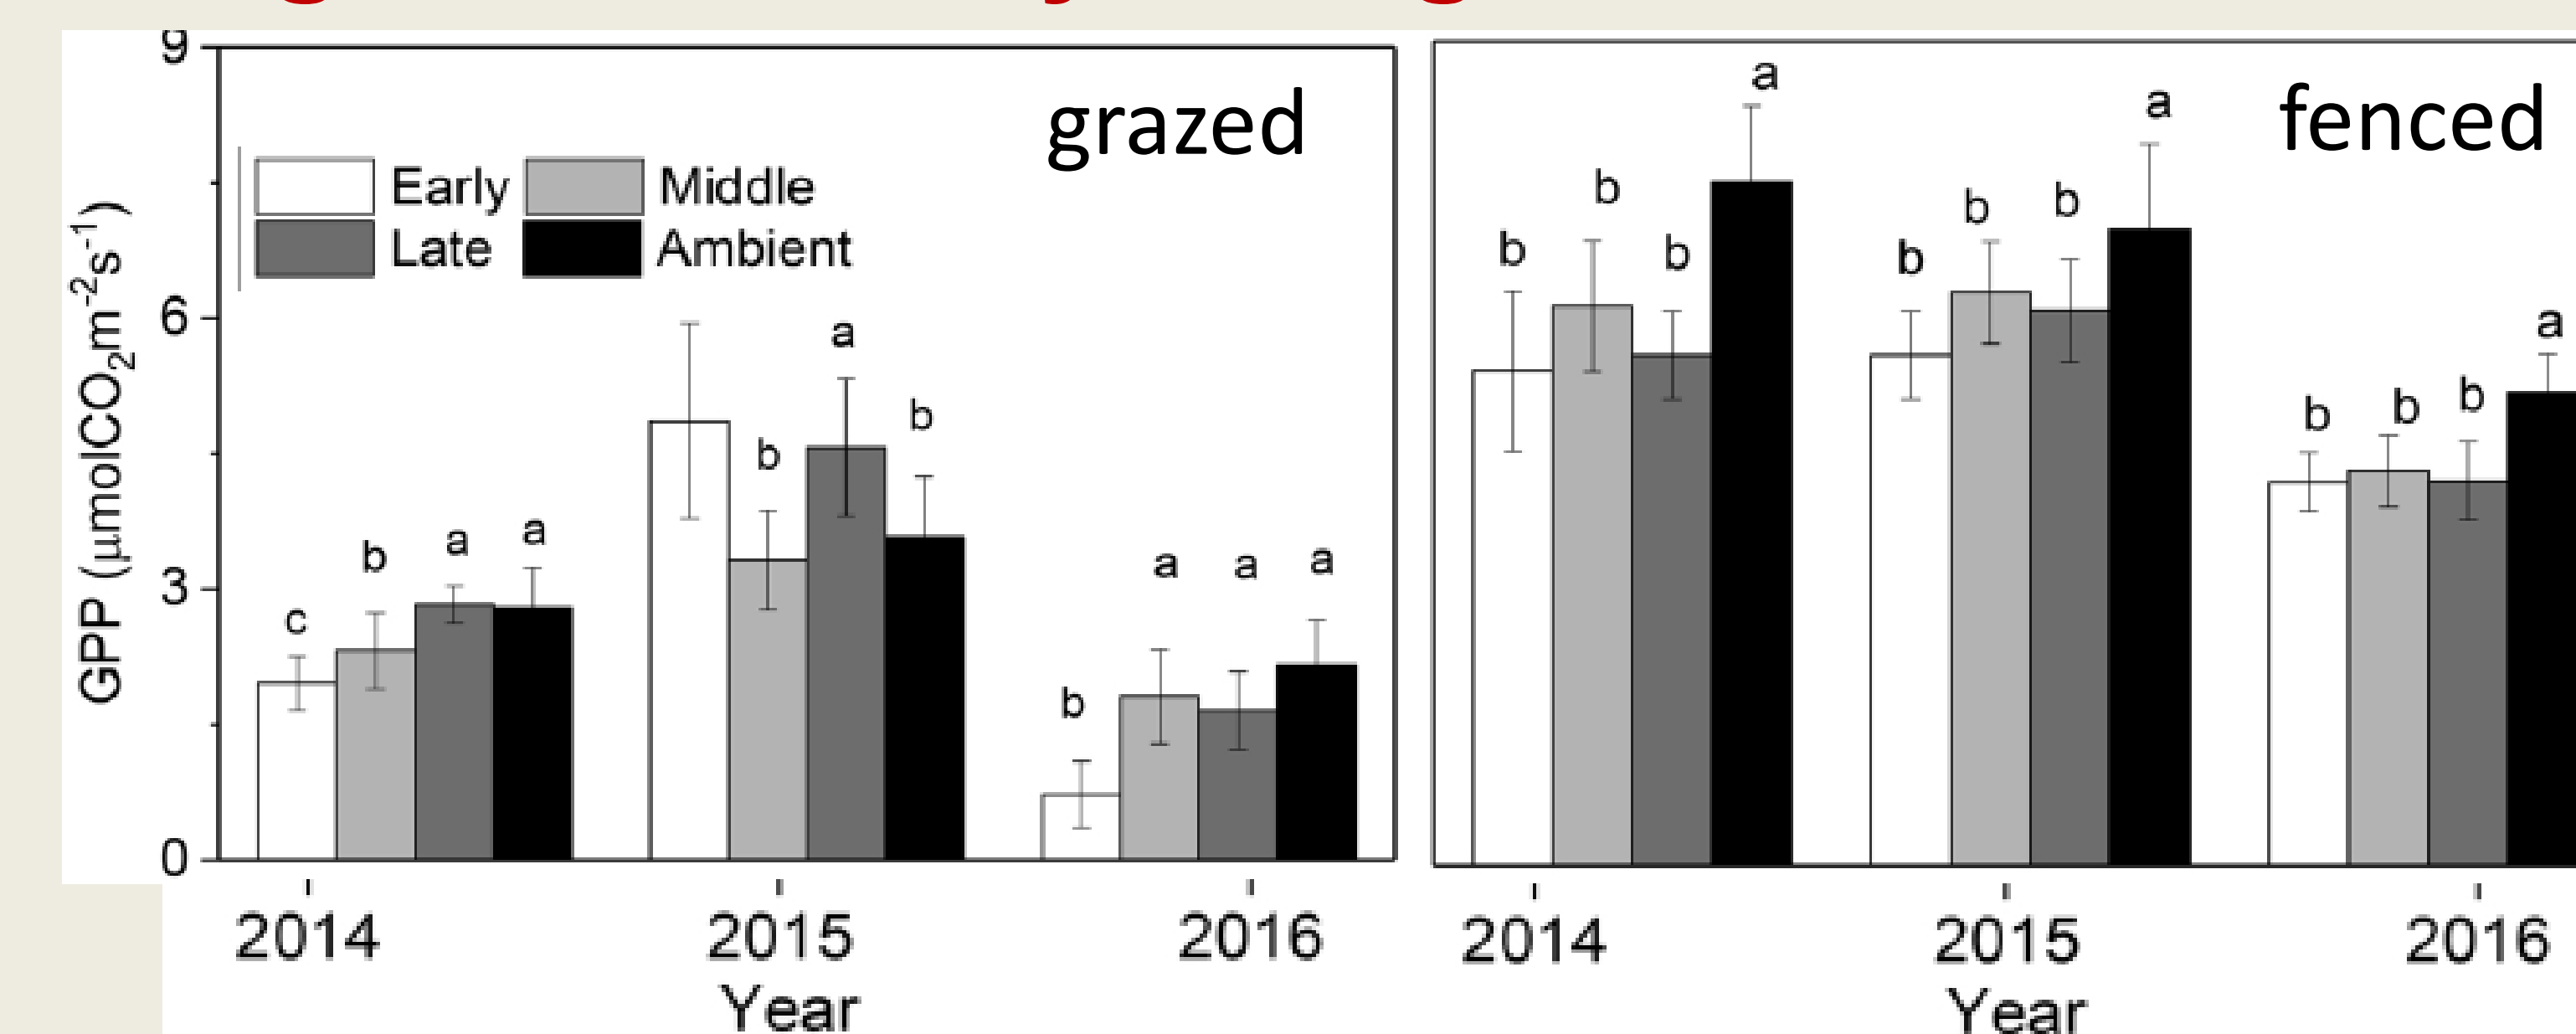 9
grazed
fenced
Early
Middle
Late
Ambient
GPP (μmolCO₂m⁻²s⁻¹)
6
3
0
c
b
a
a
b
a
b
b
a
a
a
b
b
b
a
b
b
b
a
b
b
b
a
2014
2015
2016
Year
2014
2015
2016
Year